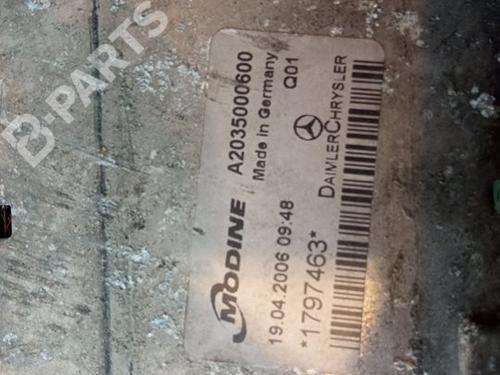 MODINE A2035000600
Made in Germany Q01
19.04.2006 09:48 DAIMLERCHRYSLER
*1797463*
B-PARTS